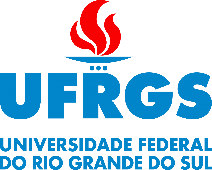 UFRGS
UNIVERSIDADE FEDERAL
DO RIO GRANDE DO SUL